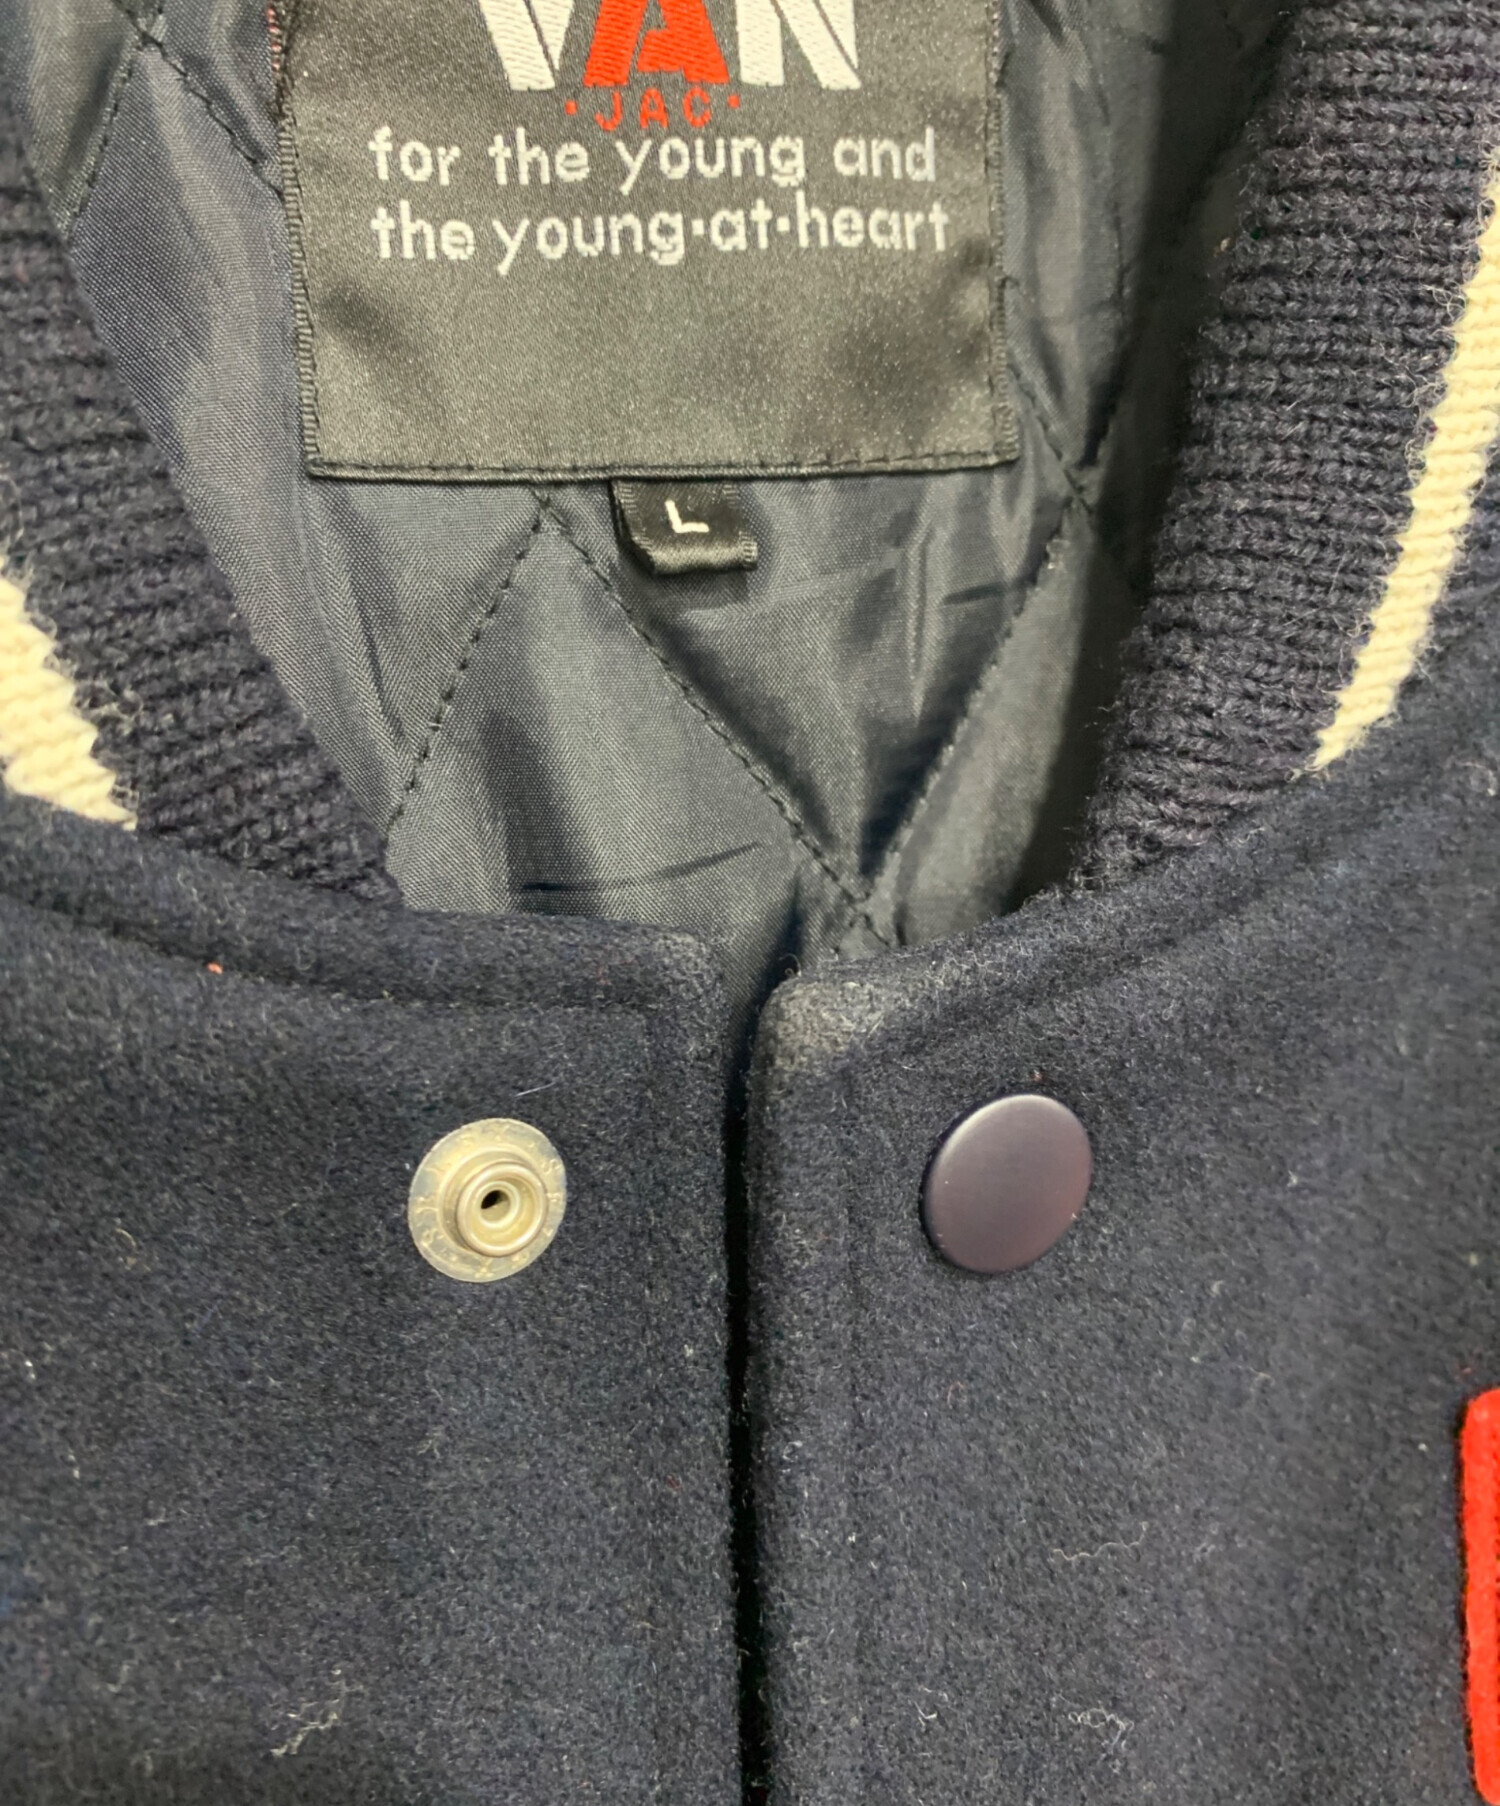 VAN
·JAC·
for the young and
the young·at·heart
L